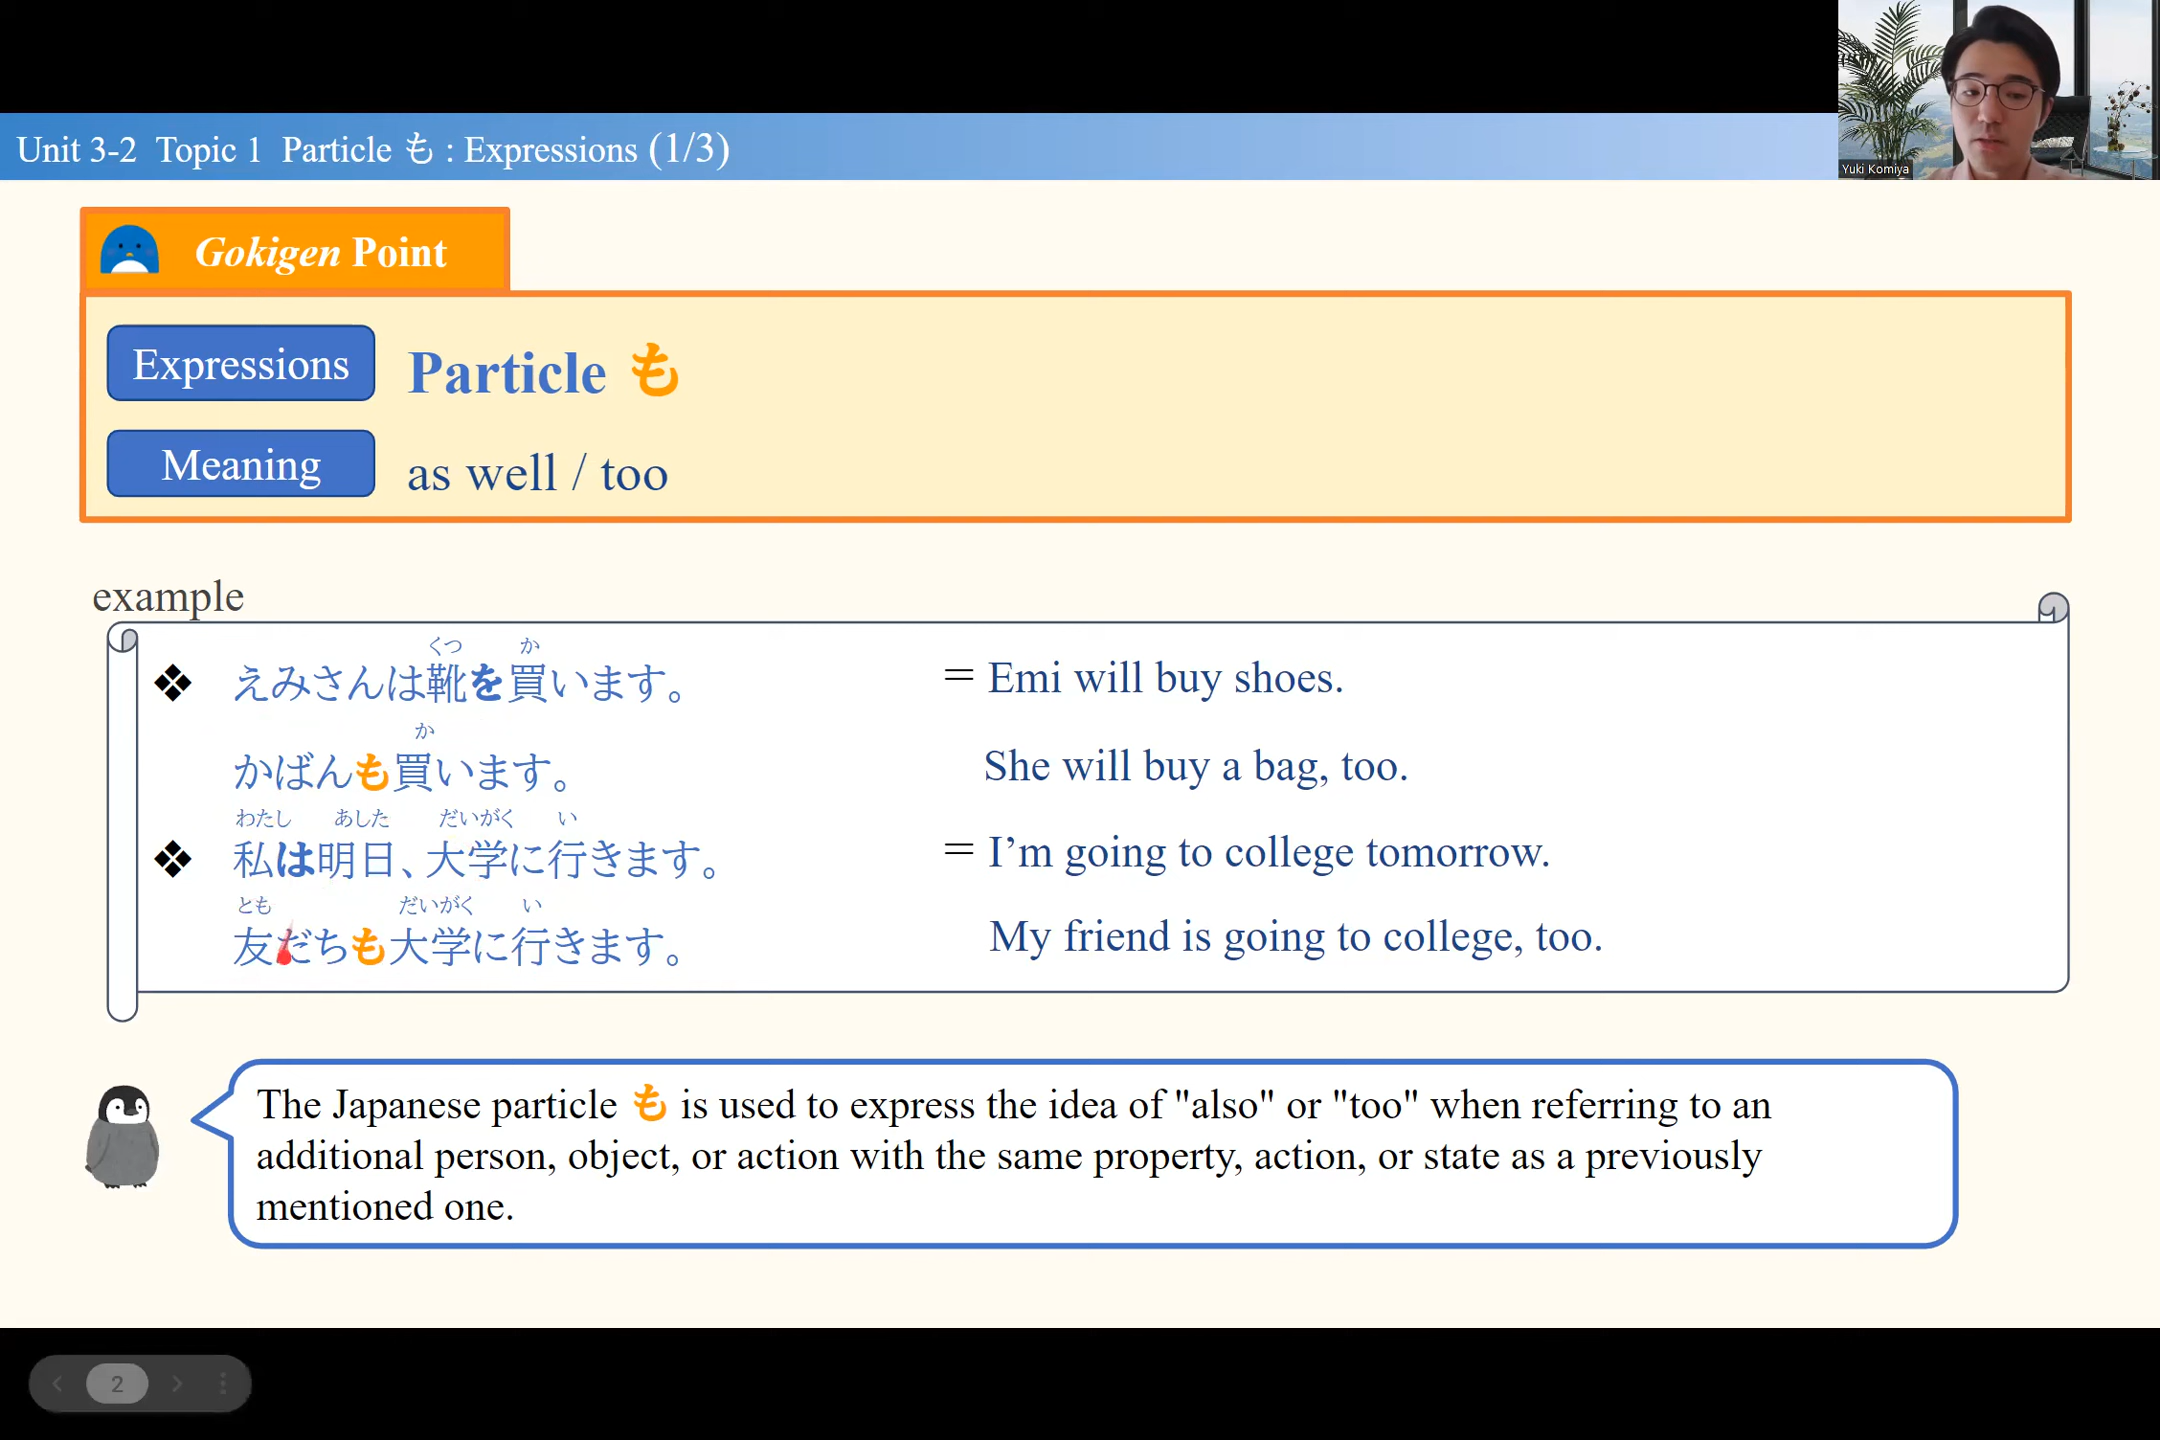 Yuki Komiya
Unit 3-2 Topic 1 Particle も : Expressions (1/3)
Gokigen Point
Expressions
Particle も
Meaning
as well / too
example
くつ か
❖ えみさんは靴を買います。
= Emi will buy shoes.
か
かばんも買います。
She will buy a bag, too.
わたし あした だいがく い
❖ 私は明日、大学に行きます。
= I’m going to college tomorrow.
とも だいがく い
友だちも大学に行きます。
My friend is going to college, too.
The Japanese particle も is used to express the idea of "also" or "too" when referring to an
additional person, object, or action with the same property, action, or state as a previously
mentioned one.
2